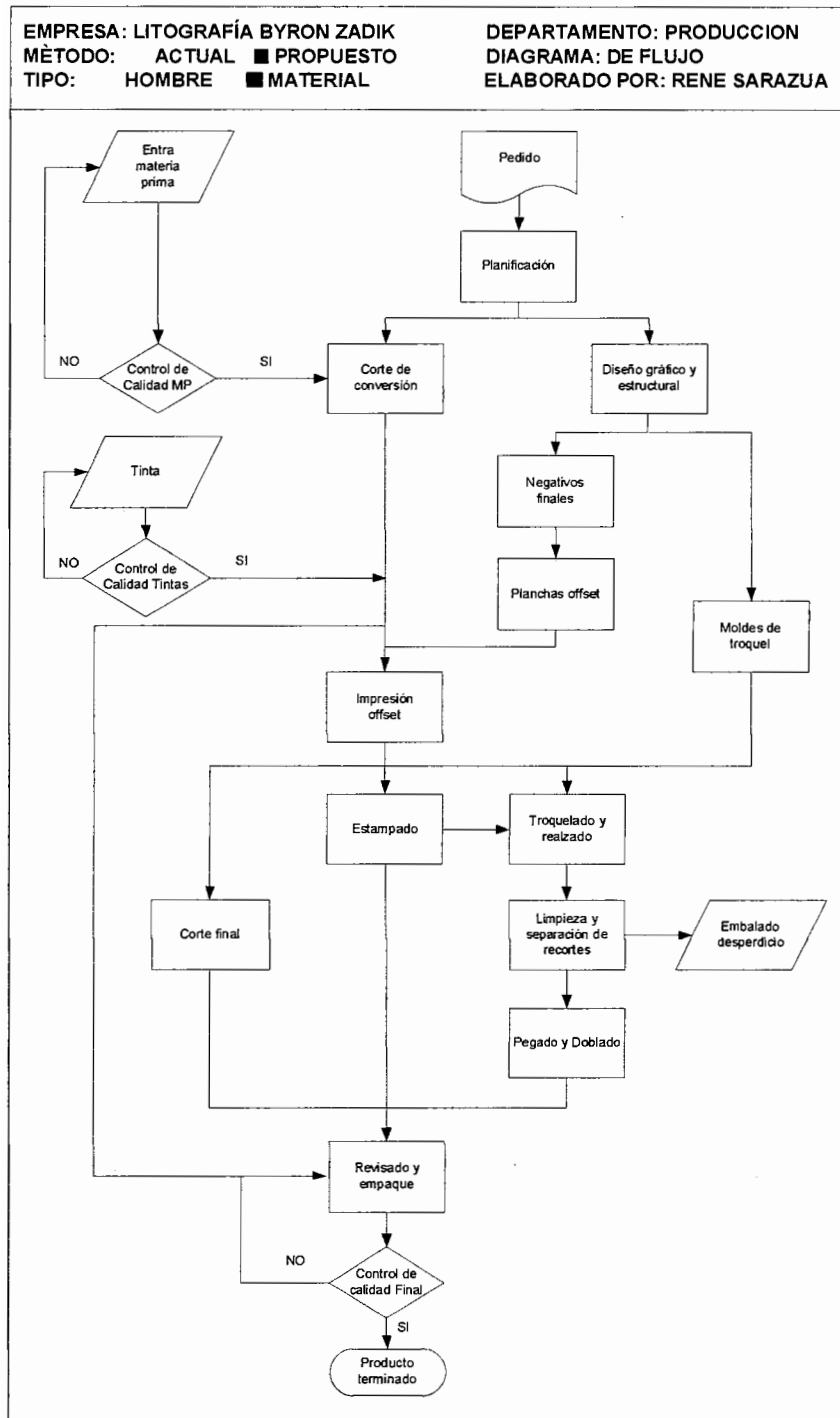 EMPRESA: LITOGRAFÍA BYRON ZADIK
DEPARTAMENTO: PRODUCCION
MÈTODO: ACTUAL ■ PROPUESTO
DIAGRAMA: DE FLUJO
TIPO: HOMBRE ■ MATERIAL
ELABORADO POR: RENE SARAZUA
Entra
materia
prima
Pedido
Planificación
NO
Control de
Calidad MP
SI
Corte de
conversión
Diseño gráfico y
estructural
Tinta
Negativos
finales
NO
Control de
Calidad Tintas
SI
Planchas offset
Moldes de
troquel
Impresión
offset
Estampado
Troquelado y
realzado
Corte final
Limpieza y
separación de
recortes
Embalado
desperdicio
Pegado y Doblado
Revisado y
empaque
NO
Control de
calidad Final
SI
Producto
terminado